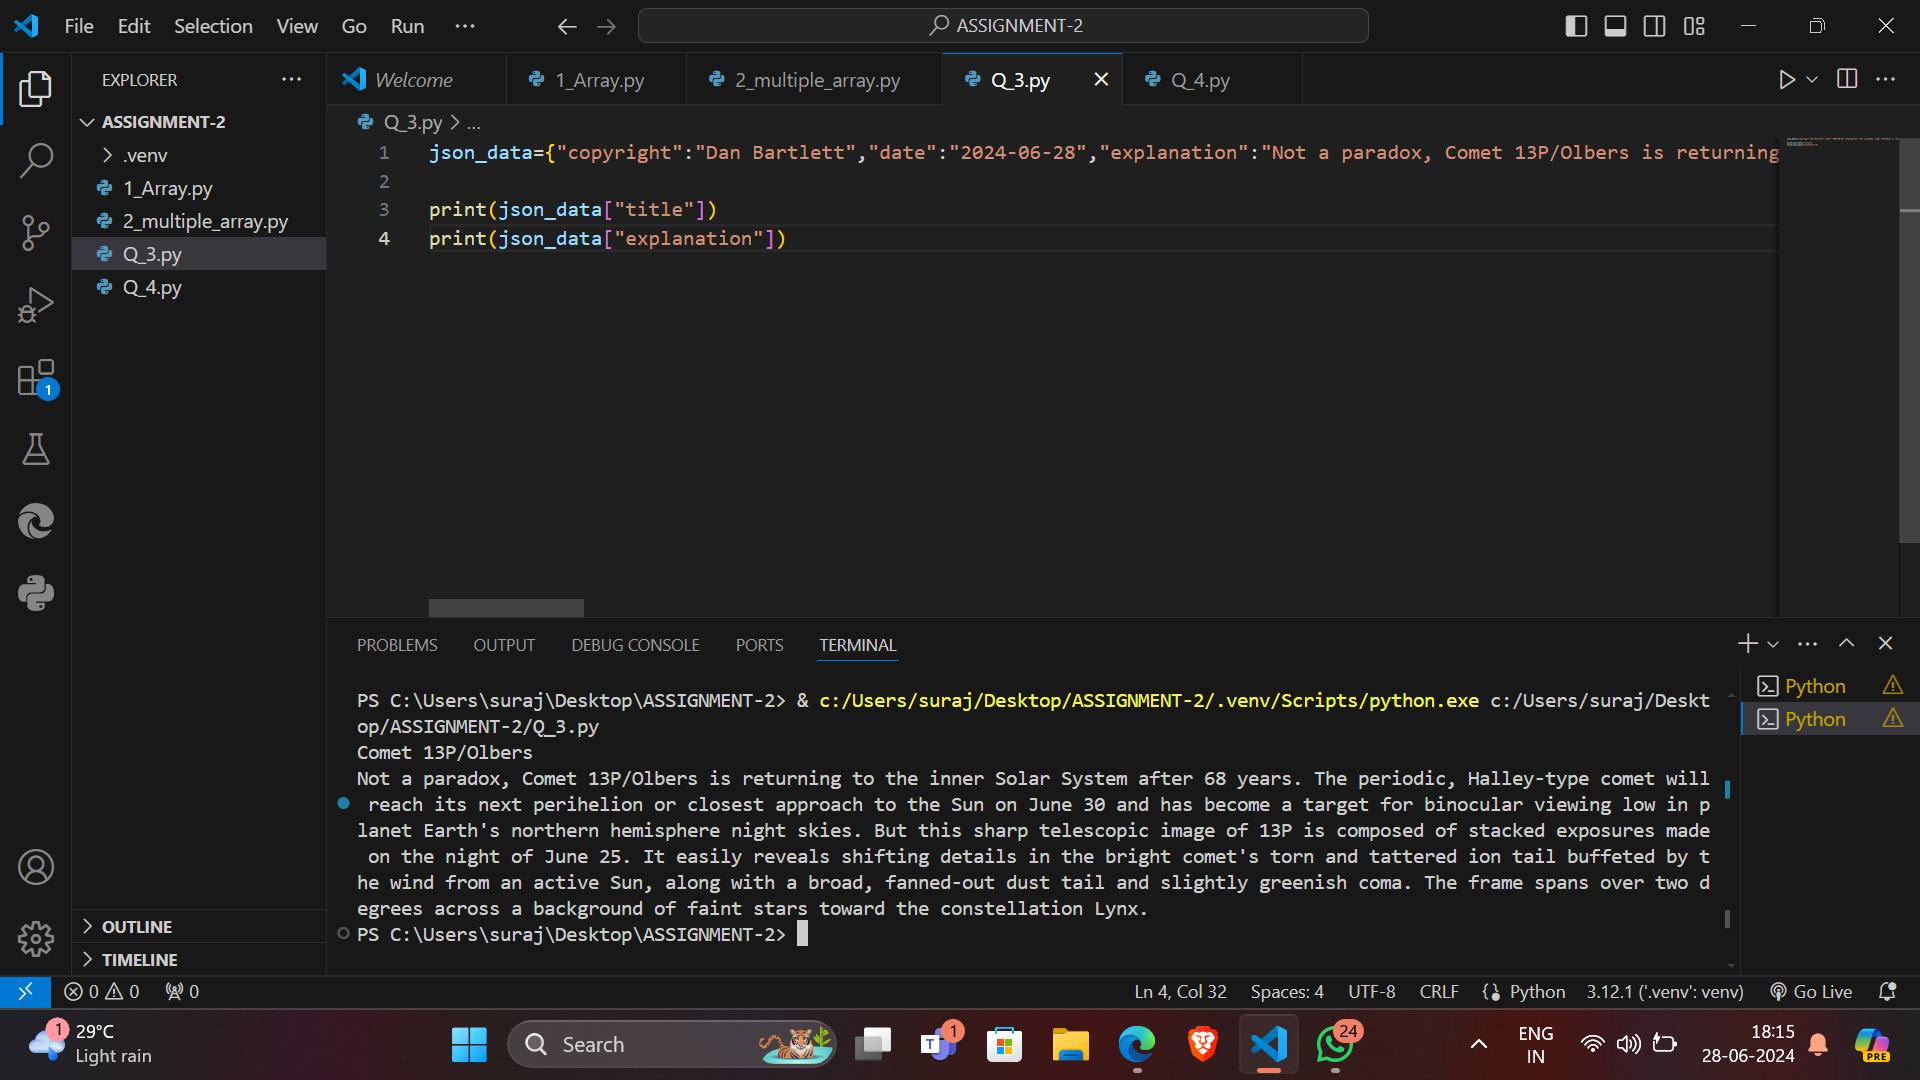 File Edit Selection View Go Run ··· ASSIGNMENT-2
EXPLORER ···
ASSIGNMENT-2
.venv
1_Array.py
2_multiple_array.py
Q_3.py
Q_4.py
OUTLINE
TIMELINE
1
Welcome 1_Array.py 2_multiple_array.py Q_3.py Q_4.py
Q_3.py > ...
1 json_data={"copyright":"Dan Bartlett","date":"2024-06-28","explanation":"Not a paradox, Comet 13P/Olbers is returning
2
3 print(json_data["title"])
4 print(json_data["explanation"])
PROBLEMS OUTPUT DEBUG CONSOLE PORTS TERMINAL
PS C:\Users\suraj\Desktop\ASSIGNMENT-2> & c:/Users/suraj/Desktop/ASSIGNMENT-2/.venv/Scripts/python.exe c:/Users/suraj/Deskt
op/ASSIGNMENT-2/Q_3.py
Comet 13P/Olbers
Not a paradox, Comet 13P/Olbers is returning to the inner Solar System after 68 years. The periodic, Halley-type comet will
reach its next perihelion or closest approach to the Sun on June 30 and has become a target for binocular viewing low in p
lanet Earth's northern hemisphere night skies. But this sharp telescopic image of 13P is composed of stacked exposures made
on the night of June 25. It easily reveals shifting details in the bright comet's torn and tattered ion tail buffeted by t
he wind from an active Sun, along with a broad, fanned-out dust tail and slightly greenish coma. The frame spans over two d
egrees across a background of faint stars toward the constellation Lynx.
PS C:\Users\suraj\Desktop\ASSIGNMENT-2>
Python
Python
0 0 0 Ln 4, Col 32 Spaces: 4 UTF-8 CRLF Python 3.12.1 ('.venv': venv) Go Live
1 29°C
Light rain
Search
1
24
ENG
IN
18:15
28-06-2024
PRE